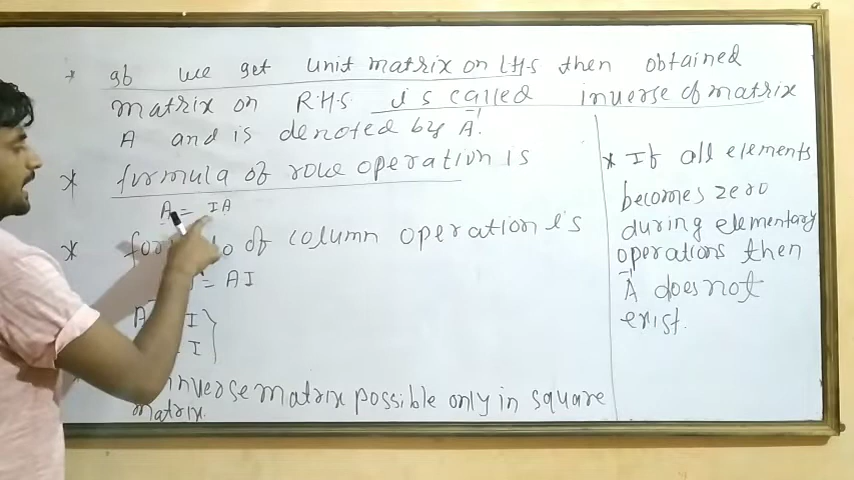 * If we get unit matrix on L.H.S then obtained
matrix on R.H.S. is called inverse of matrix
A and is denoted by A⁻¹.
* formula of row operation is
A = IA
* of column operation is
= AI
A I
= I
inverse matrix possible only in square
matrix.
* If all elements
becomes zero
during elementary
operations then
A⁻¹ does not
exist.